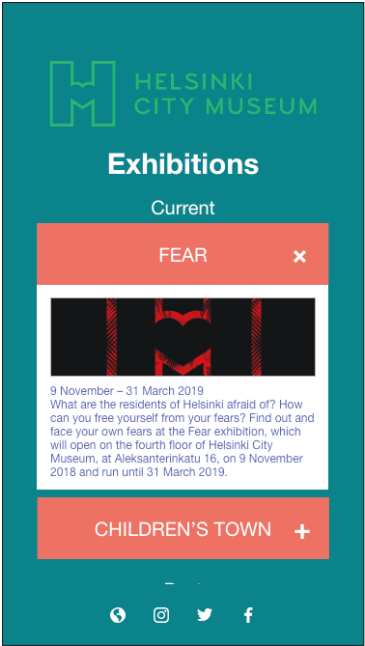 HELSINKI
CITY MUSEUM
Exhibitions
Current
FEAR
9 November – 31 March 2019
What are the residents of Helsinki afraid of? How
can you free yourself from your fears? Find out and
face your own fears at the Fear exhibition, which
will open on the fourth floor of Helsinki City
Museum, at Aleksanterinkatu 16, on 9 November
2018 and run until 31 March 2019.
CHILDREN'S TOWN